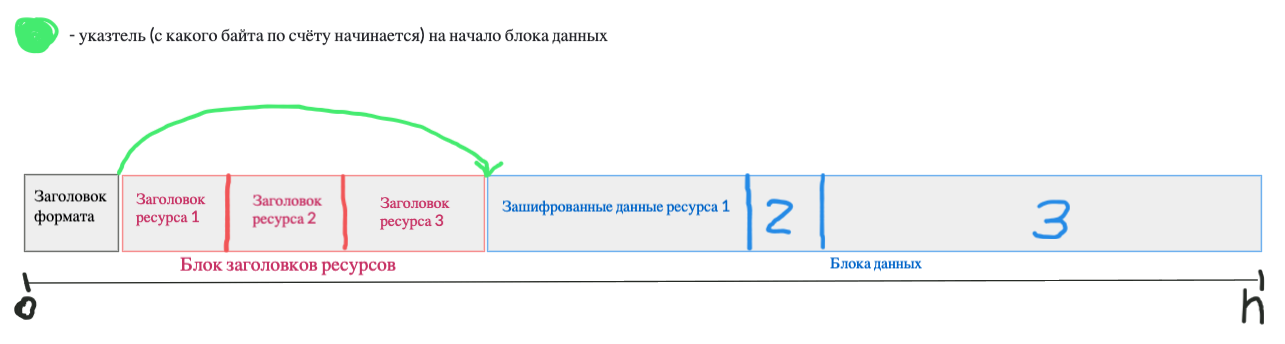 - указтель (с какого байта по счёту начинается) на начало блока данных
Заголовок
формата
Заголовок
ресурса 1
Заголовок
ресурса 2
Заголовок
ресурса 3
Зашифрованные данные ресурса 1
2
3
Блок заголовков ресурсов
Блока данных
0
n